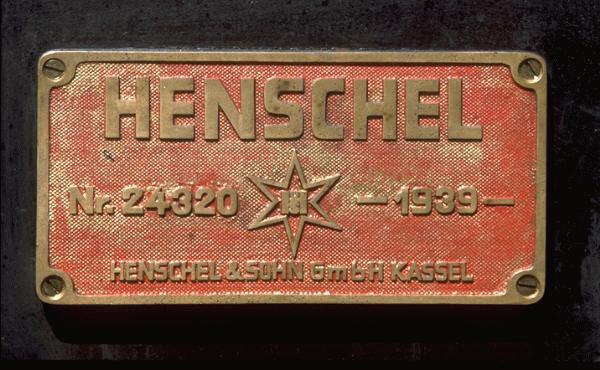 HENSCHEL
Nr. 24320 H — 1939 —
HENSCHEL & SOHN GmbH KASSEL